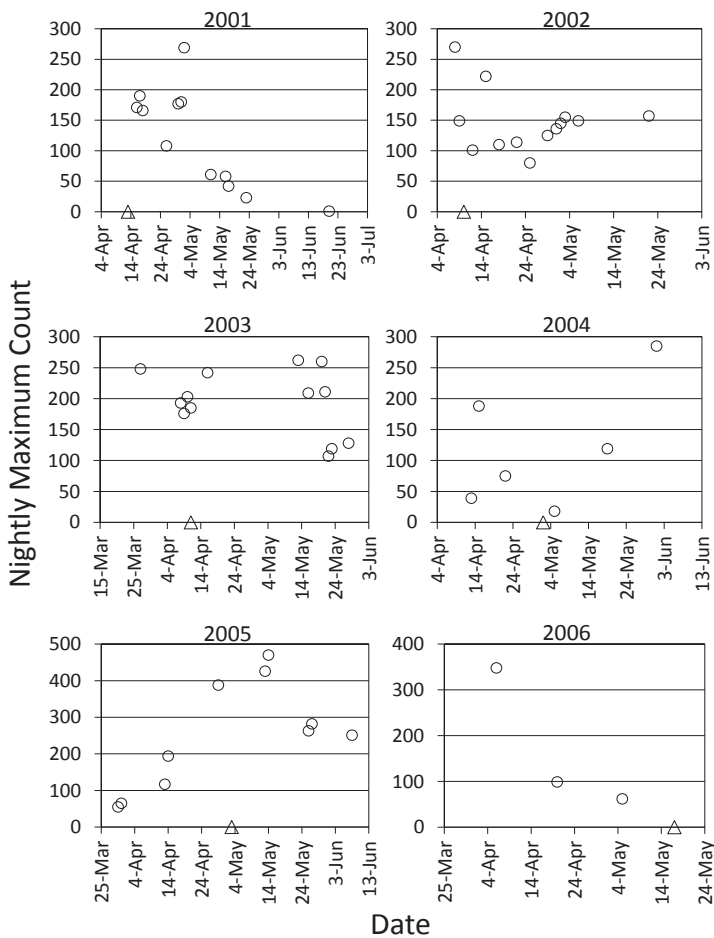 Nightly Maximum Count
2001
300
250
200
150
100
50
0
4-Apr
14-Apr
24-Apr
4-May
14-May
24-May
3-Jun
13-Jun
23-Jun
3-Jul
2002
300
250
200
150
100
50
0
4-Apr
14-Apr
24-Apr
4-May
14-May
24-May
3-Jun
2003
300
250
200
150
100
50
0
15-Mar
25-Mar
4-Apr
14-Apr
24-Apr
4-May
14-May
24-May
3-Jun
2004
300
250
200
150
100
50
0
4-Apr
14-Apr
24-Apr
4-May
14-May
24-May
3-Jun
13-Jun
2005
500
400
300
200
100
0
25-Mar
4-Apr
14-Apr
24-Apr
4-May
14-May
24-May
3-Jun
13-Jun
2006
400
300
200
100
0
25-Mar
4-Apr
14-Apr
24-Apr
4-May
14-May
24-May
Date